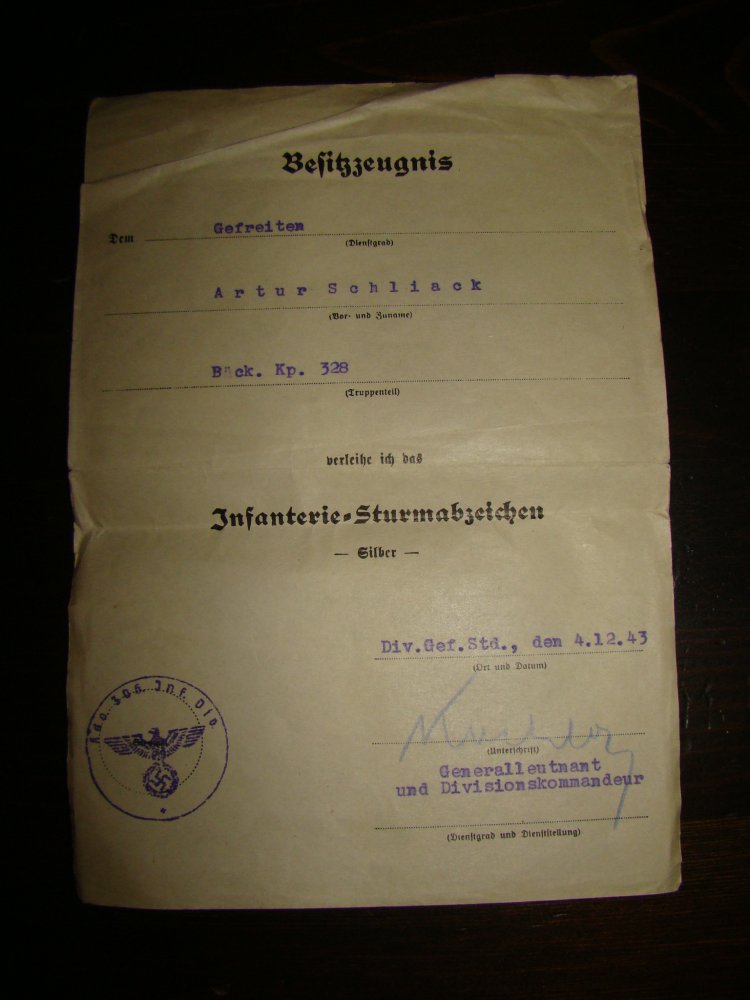 Besitzzeugnis
Dem Gefreiten
(Dienstgrad)
Artur Schliack
(Vor- und Zuname)
Bäck. Kp. 328
(Truppenteil)
verleihe ich das
Infanterie-Sturmabzeichen
— Silber —
Div.Gef.Std., den 4.12.43
(Ort und Datum)
(Unterschrift)
Generalleutnant
und Divisionskommandeur
(Dienstgrad und Dienststellung)
Kdo. 306. Inf. Div.